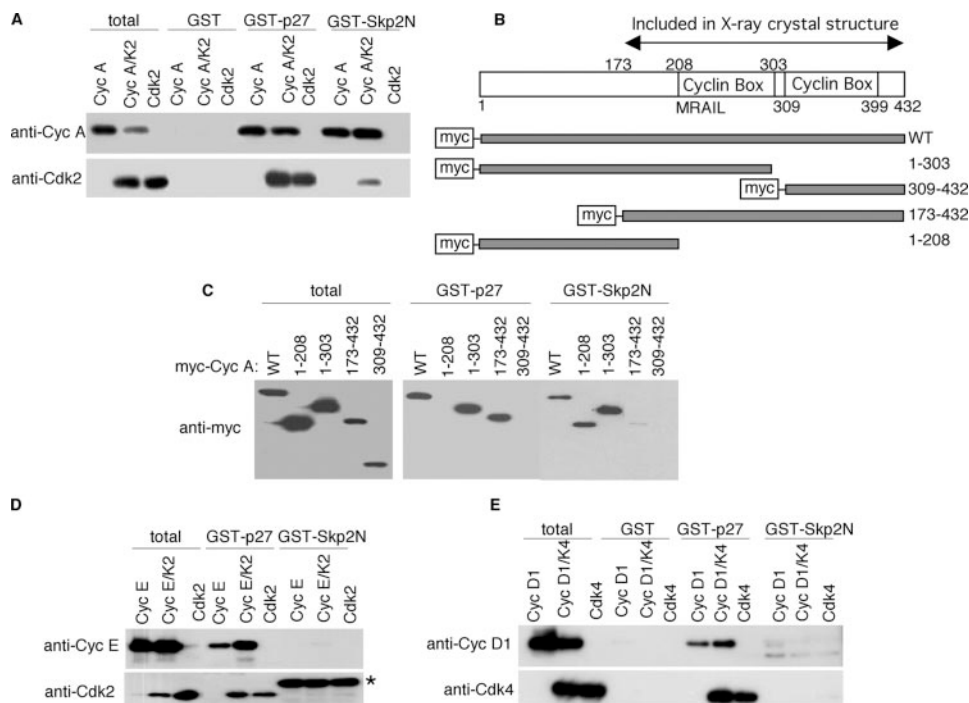 A
total GST GST-p27 GST-Skp2N
Cyc A Cyc A/K2 Cdk2 Cyc A Cyc A/K2 Cdk2 Cyc A Cyc A/K2 Cdk2 Cyc A Cyc A/K2 Cdk2
anti-Cyc A
anti-Cdk2
B
Included in X-ray crystal structure
173 208 303
Cyclin Box Cyclin Box
1 MRAIL 309 399 432
myc WT
myc 1-303
myc 309-432
myc 173-432
myc 1-208
C
total GST-p27 GST-Skp2N
myc-Cyc A: WT 1-208 1-303 173-432 309-432 WT 1-208 1-303 173-432 309-432 WT 1-208 1-303 173-432 309-432
anti-myc
D
total GST-p27 GST-Skp2N
Cyc E Cyc E/K2 Cdk2 Cyc E Cyc E/K2 Cdk2 Cyc E Cyc E/K2 Cdk2
anti-Cyc E
anti-Cdk2 *
E
total GST GST-p27 GST-Skp2N
Cyc D1 Cyc D1/K4 Cdk4 Cyc D1 Cyc D1/K4 Cdk4 Cyc D1 Cyc D1/K4 Cdk4 Cyc D1 Cyc D1/K4 Cdk4
anti-Cyc D1
anti-Cdk4